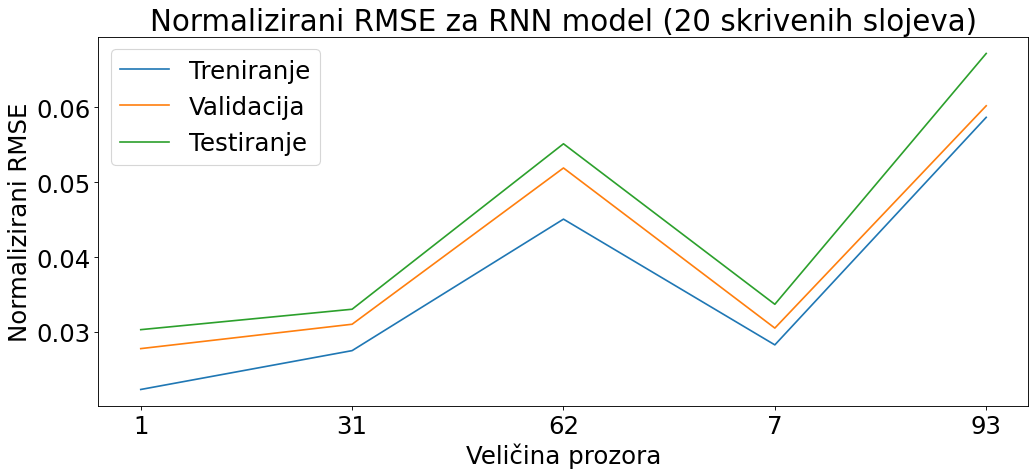 Normalizirani RMSE za RNN model (20 skrivenih slojeva)
Treniranje
Validacija
Testiranje
Normalizirani RMSE
0.06
0.05
0.04
0.03
1 31 62 7 93
Veličina prozora